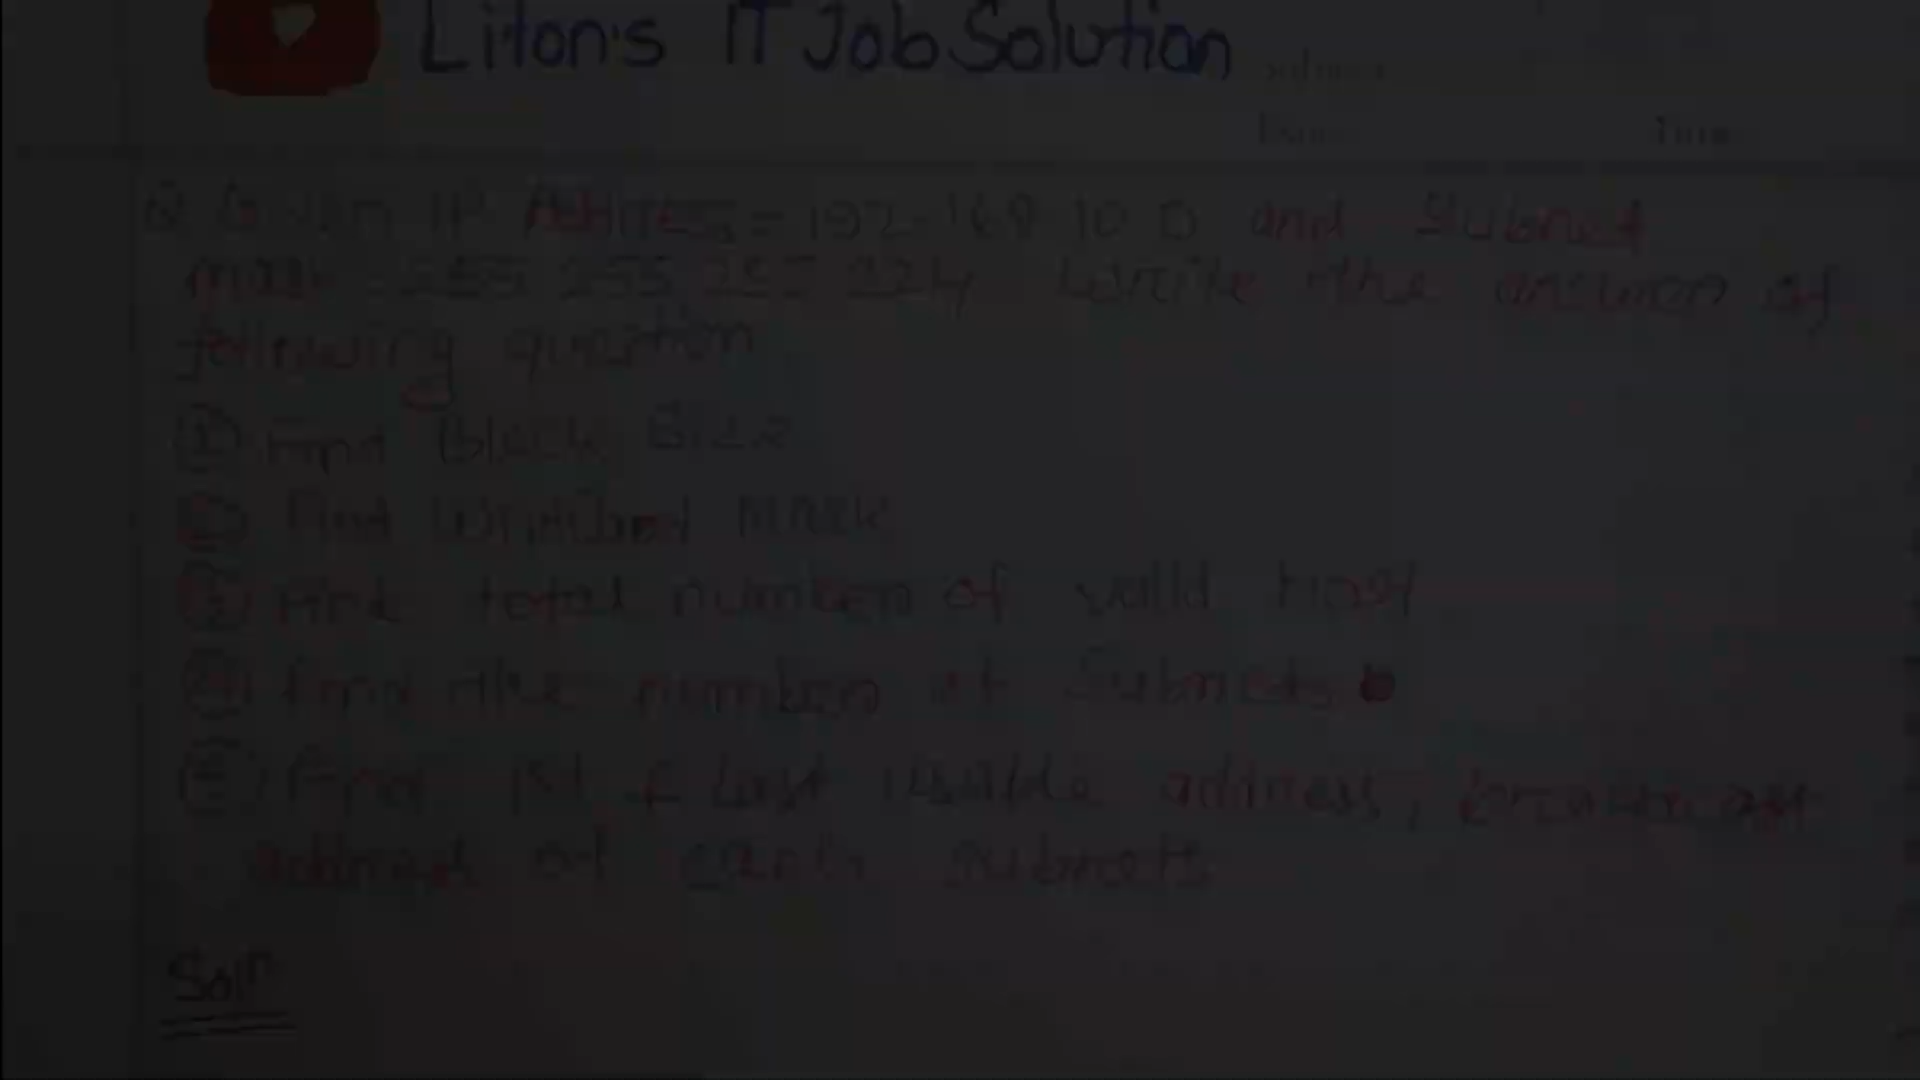 Liton's IT Job Solution
Q. Given IP Address = 192.168.10.0 and Subnet
mask = 255.255.255.224. Write the answer of
following question.
Find Block Size
Find Wildcard Mask
Find total number of valid Host
Find the number of Subnets
Find 1st & Last usable address, broadcast
address of each subnets
Solⁿ